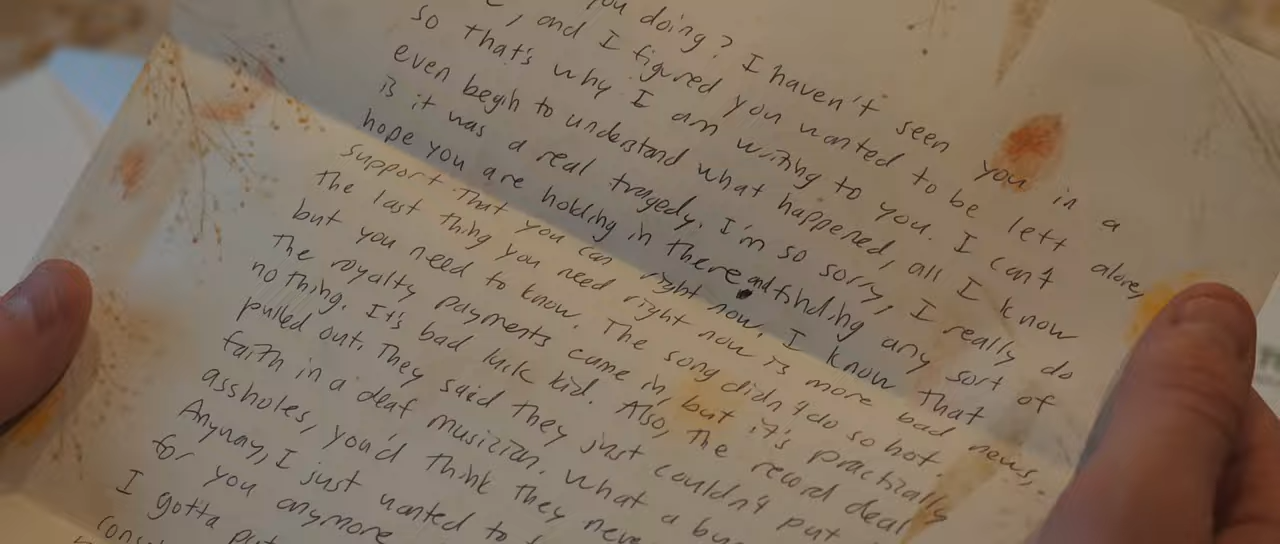 you doing? I haven't seen you in a
, and I figured you wanted to be left alone,
so that's why I am writing to you. I can't
even begin to understand what happened, all I know
is it was a real tragedy. I'm so sorry, I really do
hope you are holding in there and finding any sort of
support that you can right now. I know that
the last thing you need right now is more bad news,
but you need to know. The song didn't do so hot.
The royalty payments came in, but it's practically
nothing. It's bad luck kid. Also, the record deal
pulled out. They said they just couldn't put
faith in a deaf musician. What a
assholes, you'd think they
Anyway, I just wanted to
for you anymore
I gotta